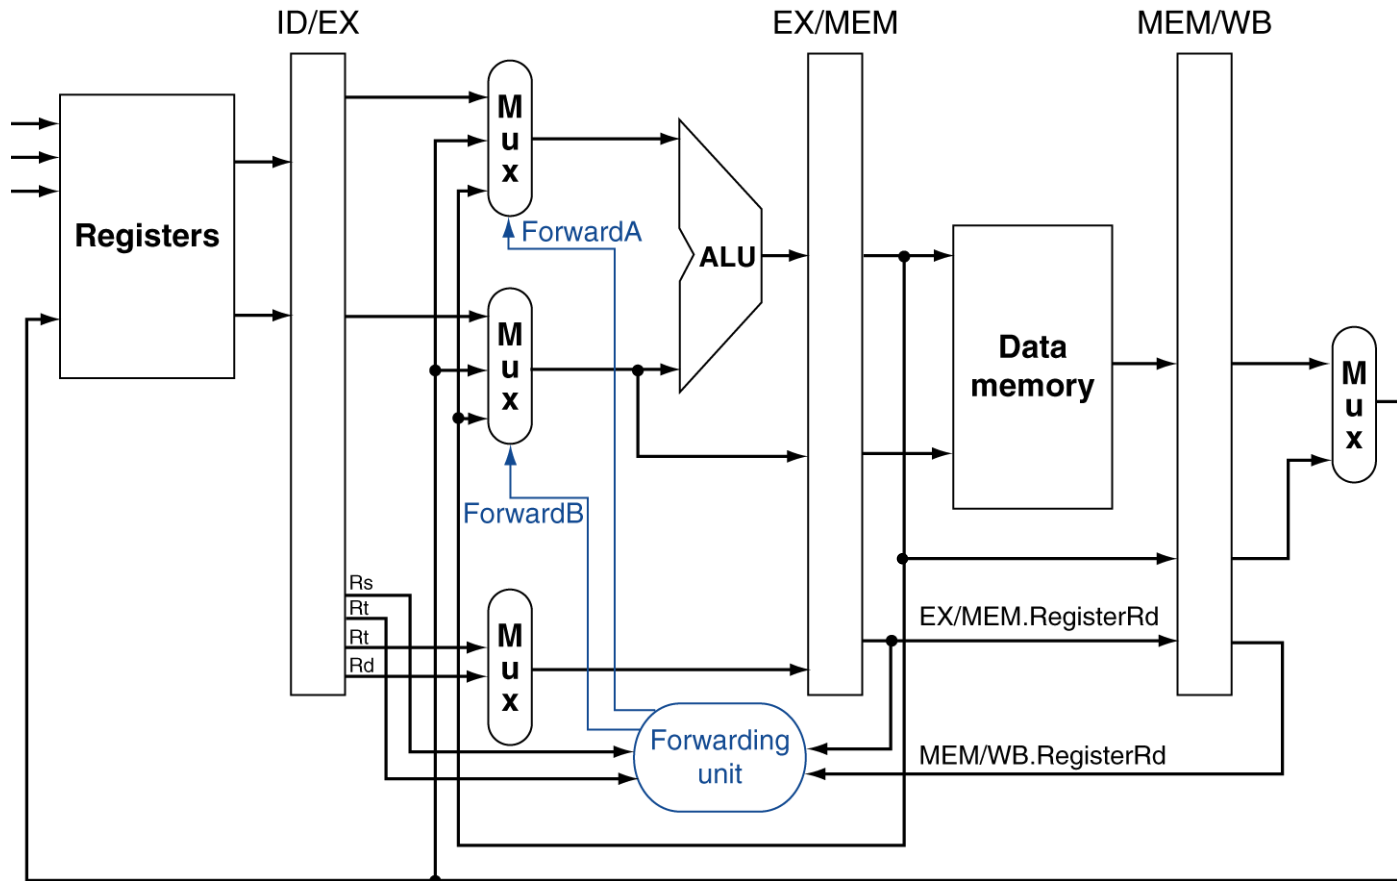 ID/EX
EX/MEM
MEM/WB
M
u
x
Registers
ForwardA
ALU
M
u
x
Data
memory
M
u
x
ForwardB
Rs
Rt
Rt
Rd
M
u
x
EX/MEM.RegisterRd
Forwarding
unit
MEM/WB.RegisterRd